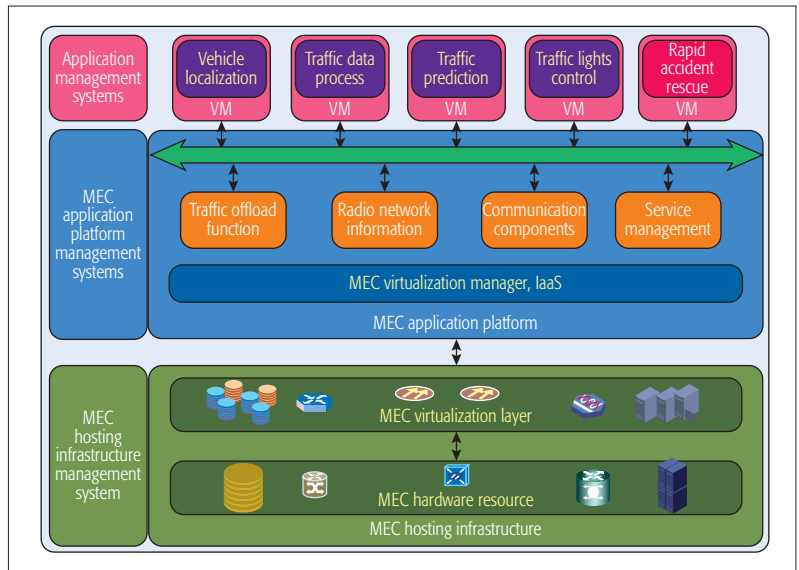 Application
management
systems
Vehicle
localization
VM
Traffic data
process
VM
Traffic
prediction
VM
Traffic lights
control
VM
Rapid
accident
rescue
VM
MEC
application
platform
management
systems
Traffic offload
function
Radio network
information
Communication
components
Service
management
MEC virtualization manager, IaaS
MEC application platform
MEC
hosting
infrastructure
management
system
MEC virtualization layer
MEC hardware resource
MEC hosting infrastructure